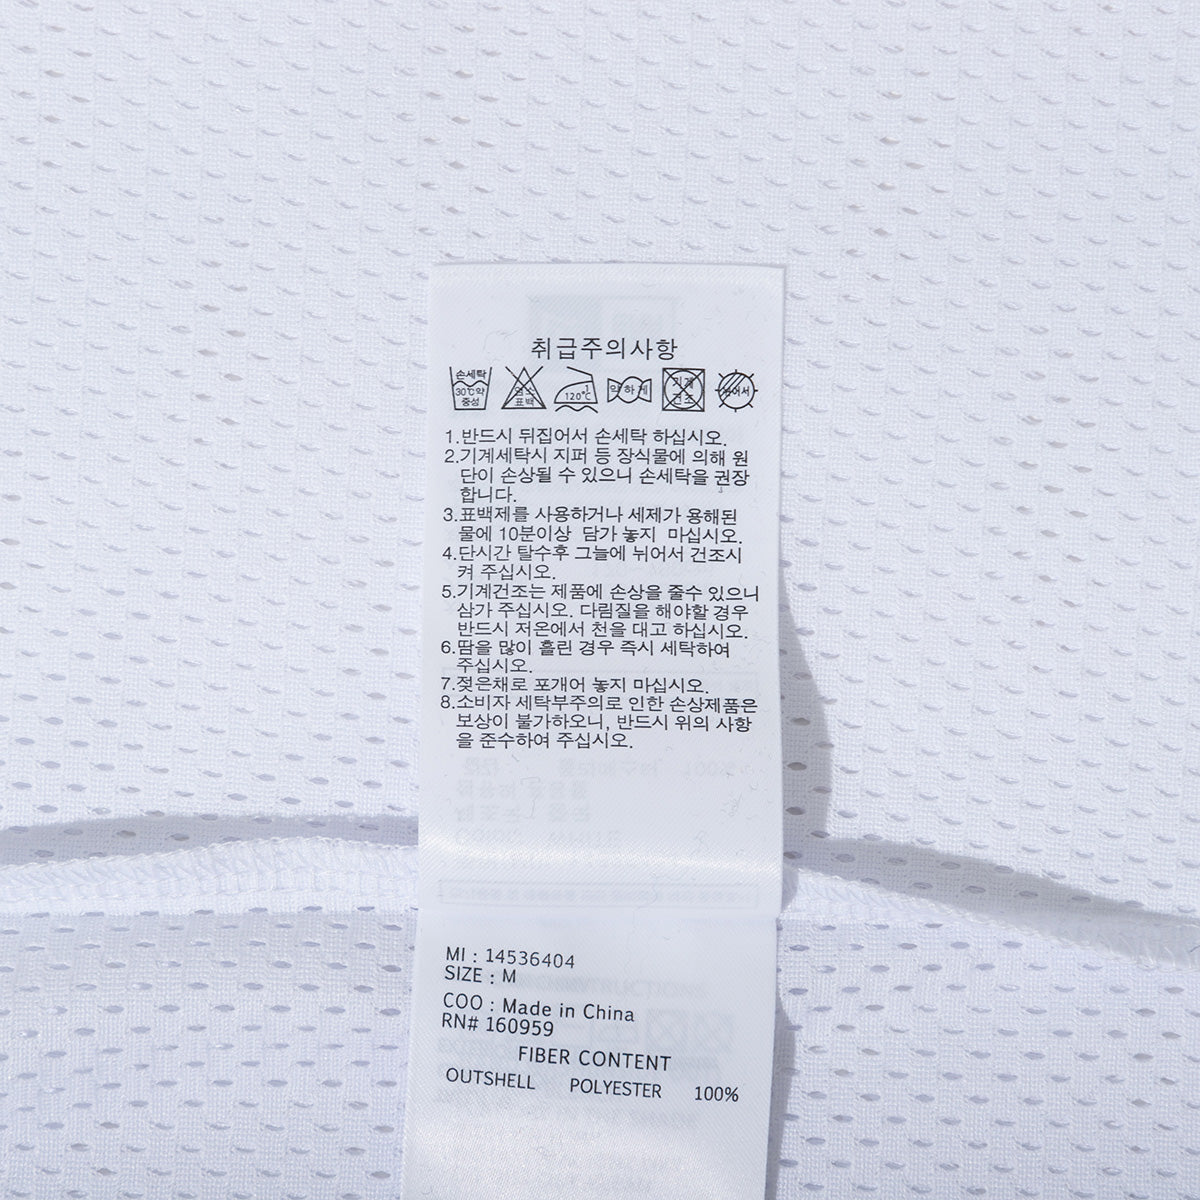 취급주의사항
손세탁
30℃약
중성
염소
표백
1
120℃
약하게
기계
건조
뉘어서
1.반드시 뒤집어서 손세탁 하십시오.
2.기계세탁시 지퍼 등 장식물에 의해 원
단이 손상될 수 있으니 손세탁을 권장
합니다.
3.표백제를 사용하거나 세제가 용해된
물에 10분이상 담가 놓지 마십시오.
4.단시간 탈수후 그늘에 뉘어서 건조시
켜 주십시오.
5.기계건조는 제품에 손상을 줄수 있으니
삼가 주십시오. 다림질을 해야할 경우
반드시 저온에서 천을 대고 하십시오.
6.땀을 많이 흘린 경우 즉시 세탁하여
주십시오.
7.젖은채로 포개어 놓지 마십시오.
8.소비자 세탁부주의로 인한 손상제품은
보상이 불가하오니, 반드시 위의 사항
을 준수하여 주십시오.
MI : 14536404
SIZE : M
COO : Made in China
RN# 160959
FIBER CONTENT
OUTSHELL POLYESTER 100%